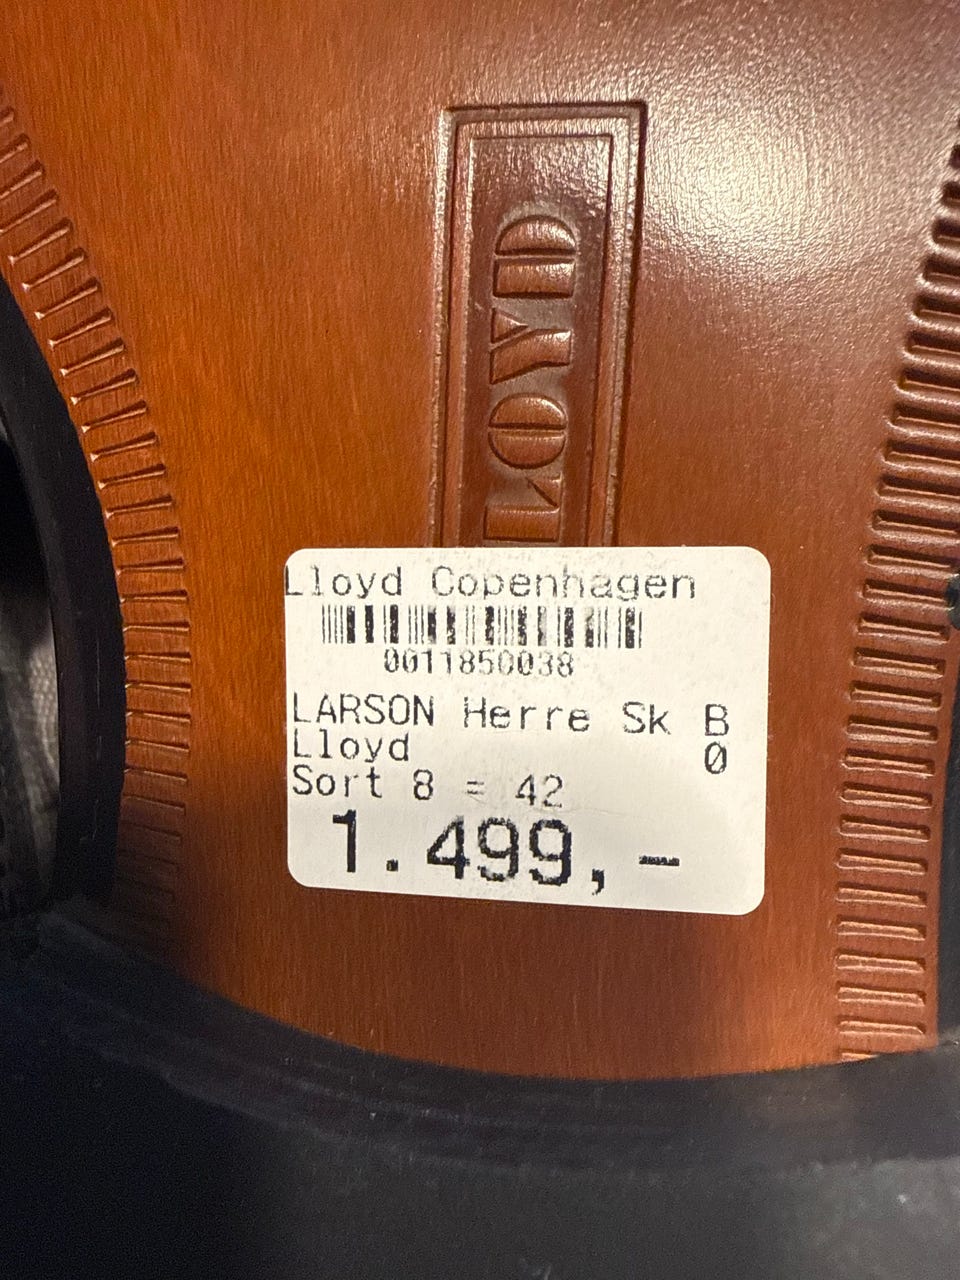 LLOYD
Lloyd Copenhagen
0011850038
LARSON Herre Sk B
Lloyd 0
Sort 8 = 42
1.499,-